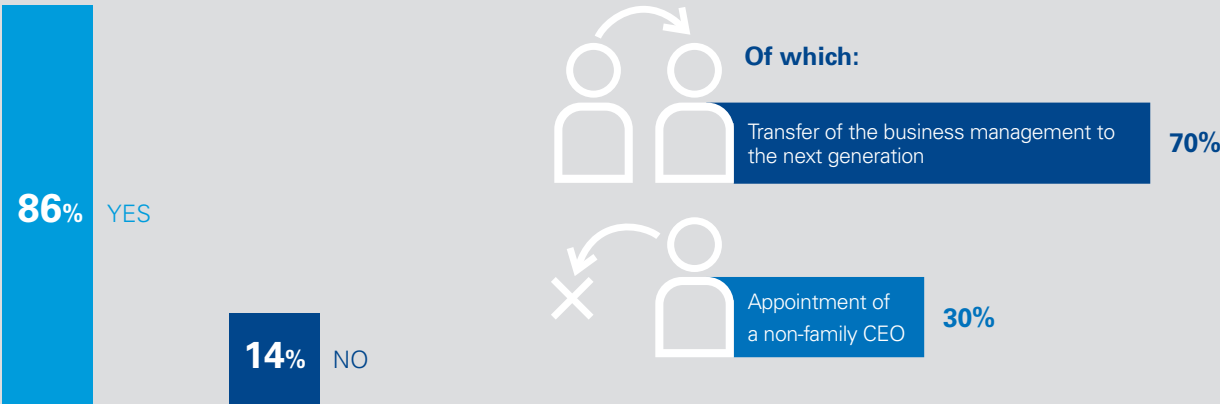 86% YES
14% NO
Of which:
Transfer of the business management to
the next generation
70%
Appointment of
a non-family CEO
30%